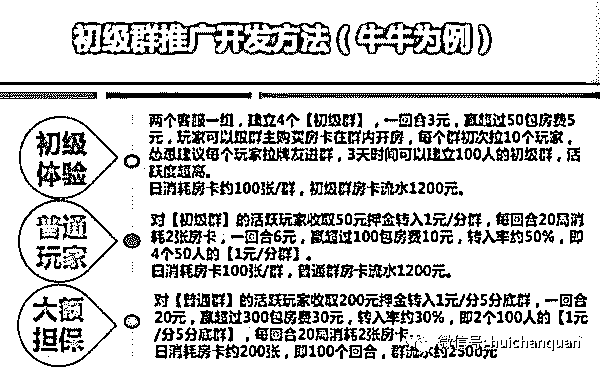 初级群推广开发方法（牛牛为例）
初级
体验
两个客服一组，建立4个【初级群】，一回合3元，赢超过50包房费5
元，玩家可以跟群主购买房卡在群内开房，每个群初次拉10个玩家，
怂恿建议每个玩家拉牌友进群，3天时间可以建立100人的初级群，活
跃度超高。
日消耗房卡约100张/群，初级群房卡流水1200元。
普通
玩家
对【初级群】的活跃玩家收取50元押金转入1元/分群，每回合20局消
耗2张房卡，一回合6元，赢超过100包房费10元，转入率约50%，即
4个50人的【1元/分群】。
日消耗房卡100张/群，普通群房卡流水1200元。
大额
担保
对【普通群】的活跃玩家收取200元押金转入1元/分5分底群，一回合
20元，赢超过300包房费30元，转入率约30%，即2个100人的【1元
/分5分底群】，每回合20局消耗2张房卡
日消耗房卡约200张，即100个回合，群流水约2500元
微信号: huichanquan